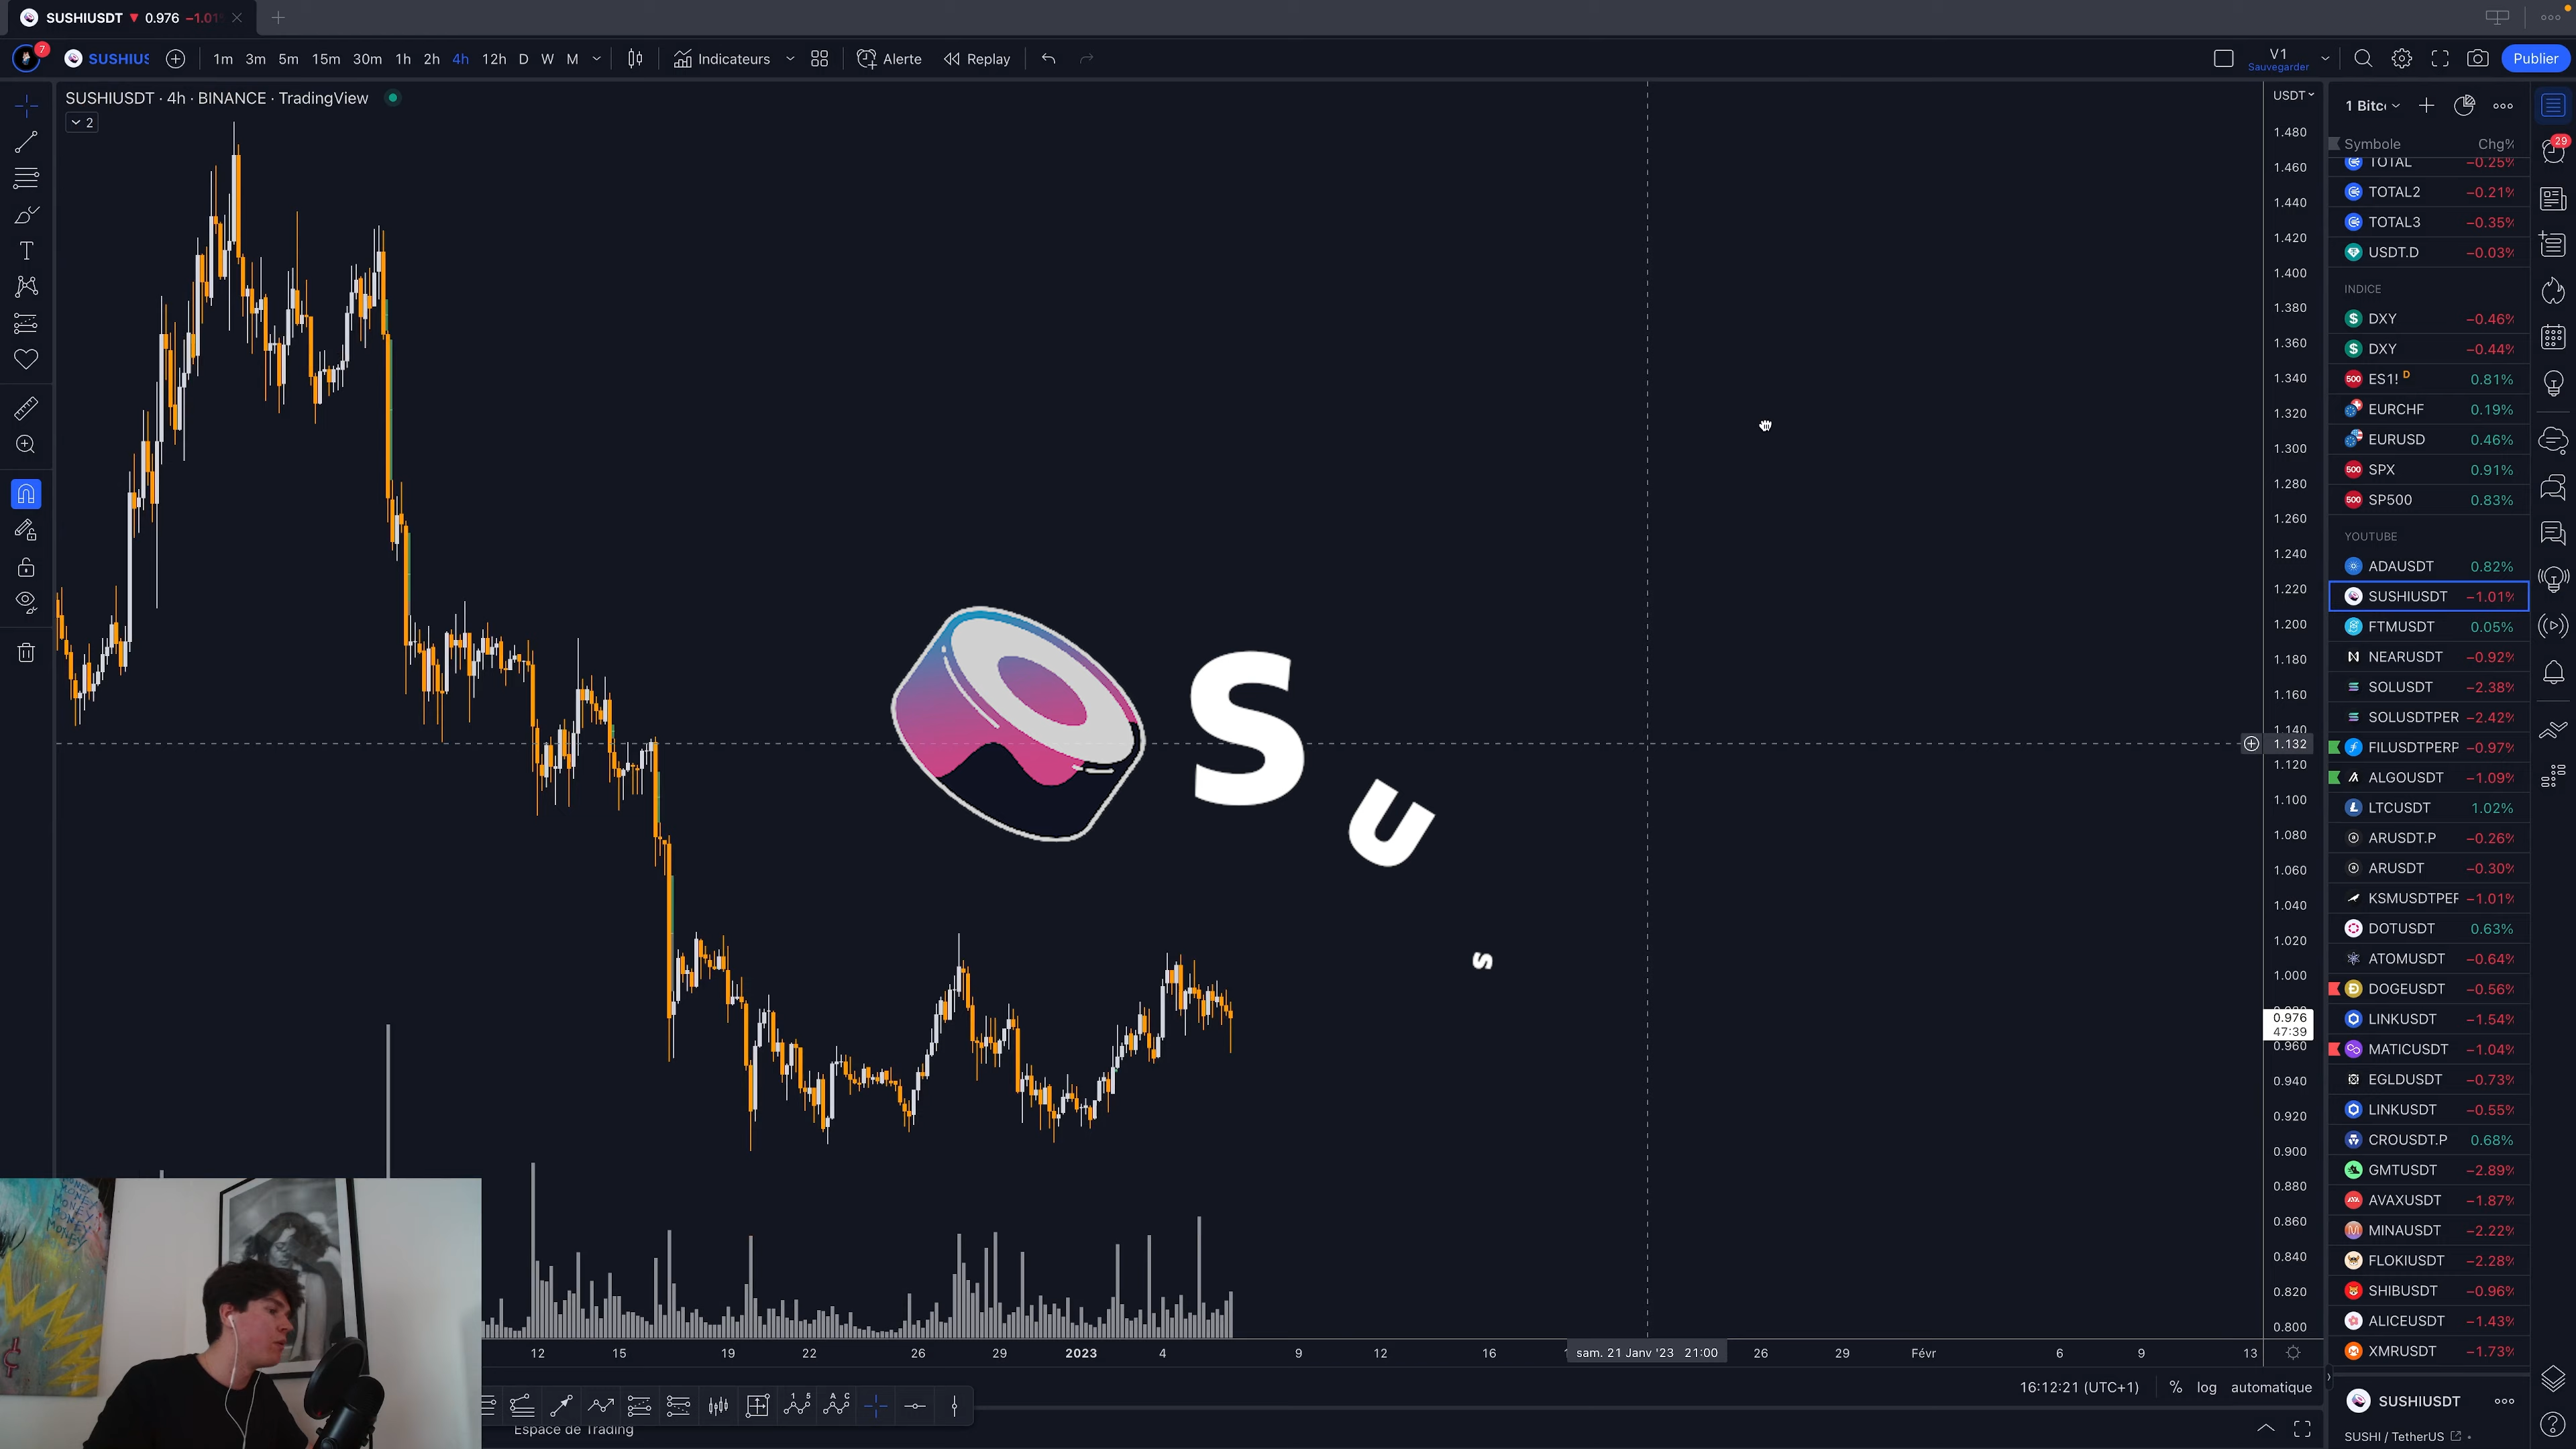 SUSHIUSDT ▼ 0.976 −1.01
7
SUSHIUS
1m 3m 5m 15m 30m 1h 2h 4h 12h D W M
Indicateurs
Alerte
Replay
V1
Sauvegarder
Publier
SUSHIUSDT · 4h · BINANCE · TradingView
2
S
u
s
USDT
1.480
1.460
1.440
1.420
1.400
1.380
1.360
1.340
1.320
1.300
1.280
1.260
1.240
1.220
1.200
1.180
1.160
1.140
1.132
1.120
1.100
1.080
1.060
1.040
1.020
1.000
0.976
47:39
0.960
0.940
0.920
0.900
0.880
0.860
0.840
0.820
0.800
12 15 19 22 26 29 2023 4 9 12 16 sam. 21 Janv '23 21:00 26 29 Févr 6 9 13
16:12:21 (UTC+1) % log automatique
Espace de Trading
1 Bitc
29
Symbole Chg%
TOTAL −0.25%
TOTAL2 −0.21%
TOTAL3 −0.35%
USDT.D −0.03%
INDICE
DXY −0.46%
DXY −0.44%
ES1! D 0.81%
EURCHF 0.19%
EURUSD 0.46%
SPX 0.91%
SP500 0.83%
YOUTUBE
ADAUSDT 0.82%
SUSHIUSDT −1.01%
FTMUSDT 0.05%
NEARUSDT −0.92%
SOLUSDT −2.38%
SOLUSDTPER −2.42%
FILUSDTPERP −0.97%
ALGOUSDT −1.09%
LTCUSDT 1.02%
ARUSDT.P −0.26%
ARUSDT −0.30%
KSMUSDTPEF −1.01%
DOTUSDT 0.63%
ATOMUSDT −0.64%
DOGEUSDT −0.56%
LINKUSDT −1.54%
MATICUSDT −1.04%
EGLDUSDT −0.73%
LINKUSDT −0.55%
CROUSDT.P 0.68%
GMTUSDT −2.89%
AVAXUSDT −1.87%
MINAUSDT −2.22%
FLOKIUSDT −2.28%
SHIBUSDT −0.96%
ALICEUSDT −1.43%
XMRUSDT −1.73%
SUSHIUSDT
SUSHI / TetherUS
MONEY
MONEY
MONEY
MONEY